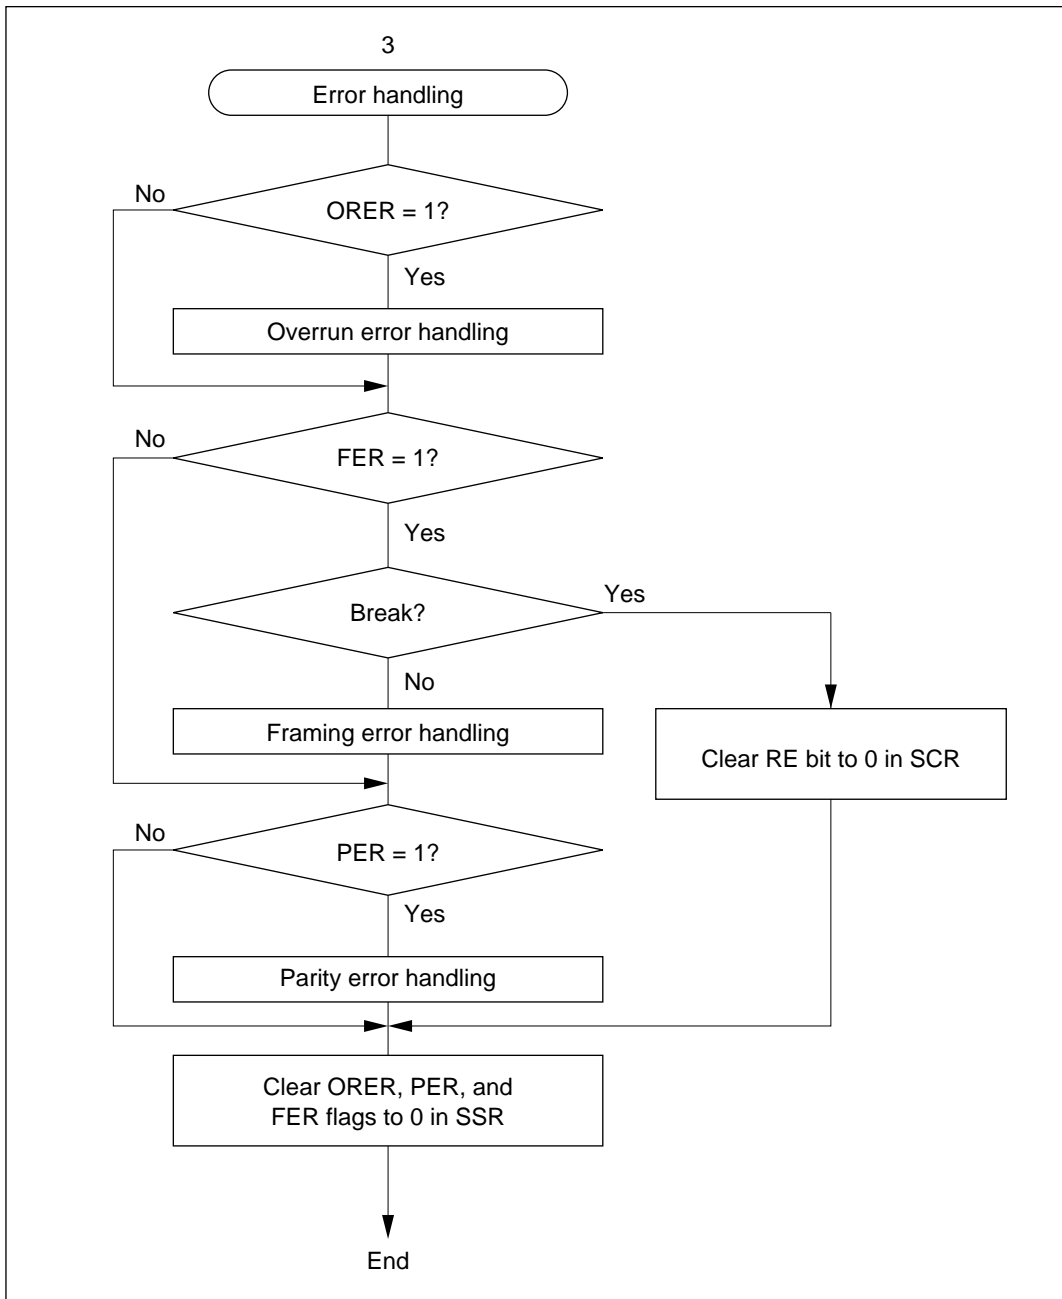 3
Error handling
No
ORER = 1?
Yes
Overrun error handling
No
FER = 1?
Yes
Break?
Yes
No
Framing error handling
Clear RE bit to 0 in SCR
No
PER = 1?
Yes
Parity error handling
Clear ORER, PER, and
FER flags to 0 in SSR
End